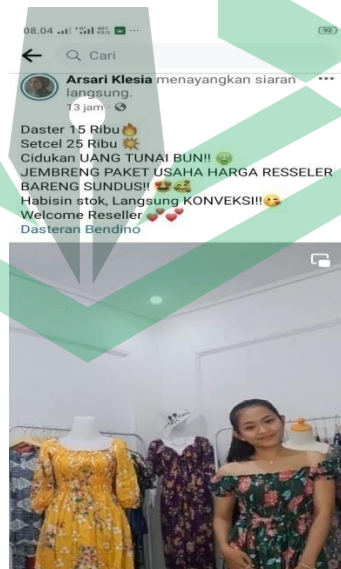 08.04
92
Cari
Arsari Klesia menayangkan siaran
langsung.
13 jam ·
Daster 15 Ribu🔥
Setcel 25 Ribu 💥
Cidukan UANG TUNAI BUN!! 🤑
JEMBRENG PAKET USAHA HARGA RESSELER
BARENG SUNDUS!! 🤩🥰
Habisin stok, Langsung KONVEKSI!!😘
Welcome Reseller 💕💕
Dasteran Bendino